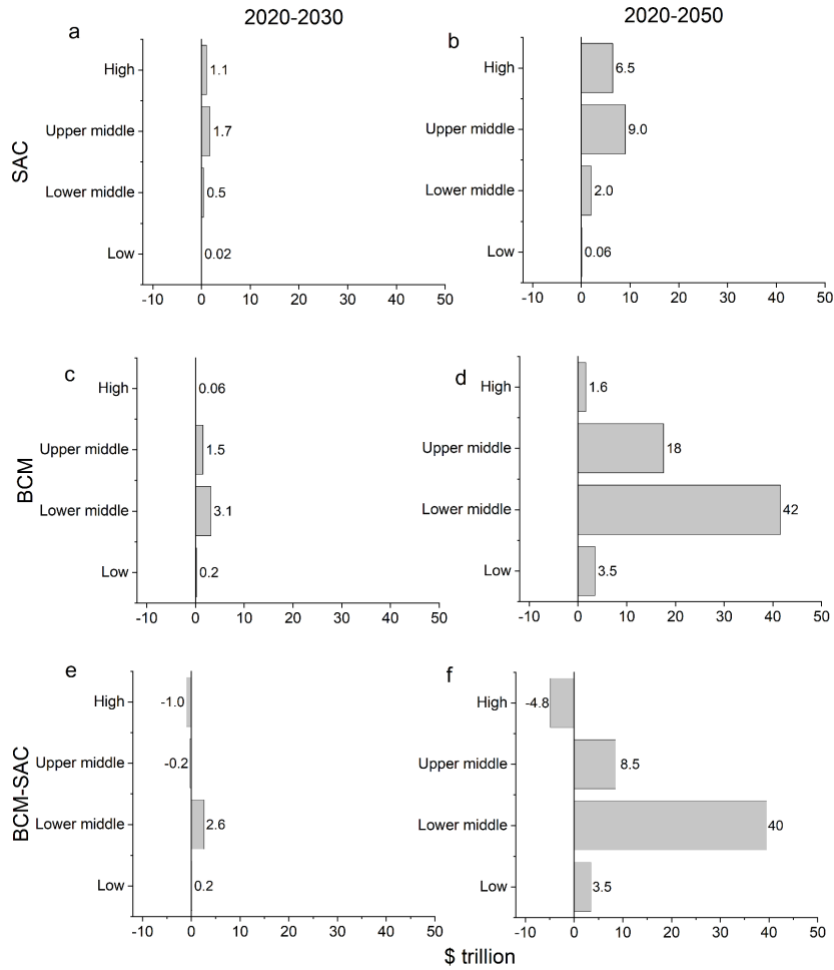 2020-2030
2020-2050
a
High
1.1
Upper middle
1.7
Lower middle
0.5
Low
0.02
-10 0 10 20 30 40 50
SAC
b
High
6.5
Upper middle
9.0
Lower middle
2.0
Low
0.06
-10 0 10 20 30 40 50
c
High
0.06
Upper middle
1.5
Lower middle
3.1
Low
0.2
-10 0 10 20 30 40 50
BCM
d
High
1.6
Upper middle
18
Lower middle
42
Low
3.5
-10 0 10 20 30 40 50
e
High
-1.0
Upper middle
-0.2
Lower middle
2.6
Low
0.2
-10 0 10 20 30 40 50
BCM-SAC
f
High
-4.8
Upper middle
8.5
Lower middle
40
Low
3.5
-10 0 10 20 30 40 50
$ trillion